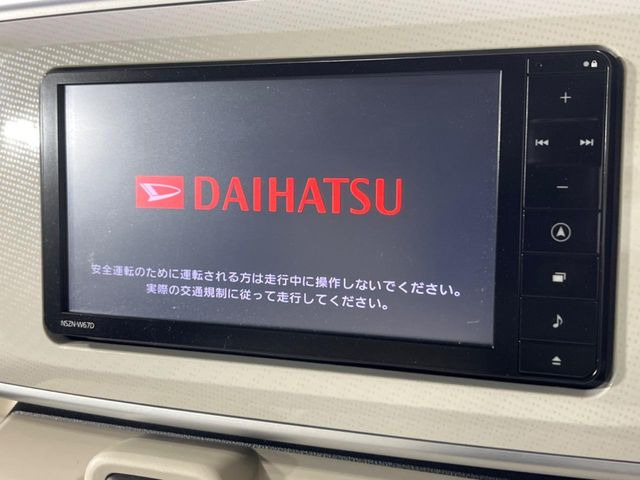 DAIHATSU
安全運転のために運転される方は走行中に操作しないでください。
実際の交通規制に従って走行してください。
NSZN-W67D